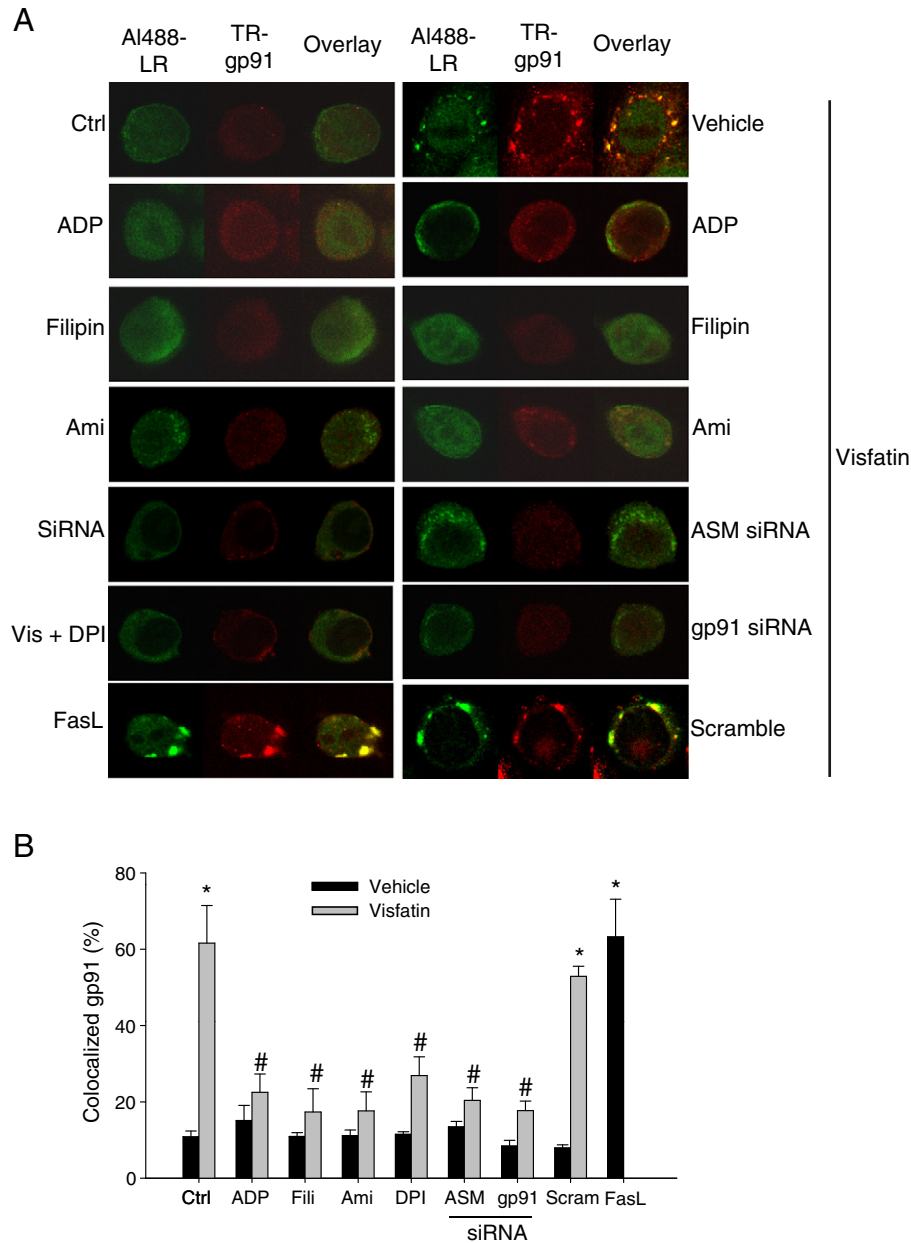 A
Al488-
LR
TR-
gp91
Overlay
Al488-
LR
TR-
gp91
Overlay
Ctrl
Vehicle
ADP
ADP
Filipin
Filipin
Ami
Ami
Visfatin
SiRNA
ASM siRNA
Vis + DPI
gp91 siRNA
FasL
Scramble
B
80
60
40
20
0
Colocalized gp91 (%)
Vehicle
Visfatin
*
#
#
#
#
#
#
*
*
Ctrl
ADP
Fili
Ami
DPI
ASM
gp91
Scram
FasL
siRNA